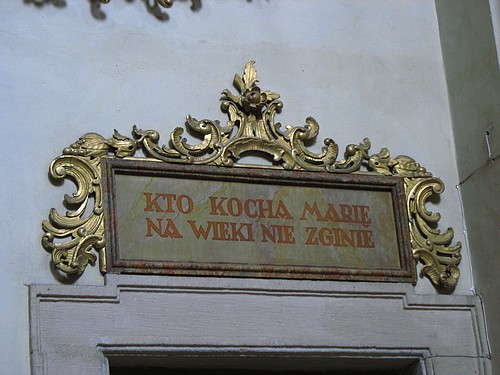 KTO KOCHA MARIĘ
NA WIEKI NIE ZGINIE